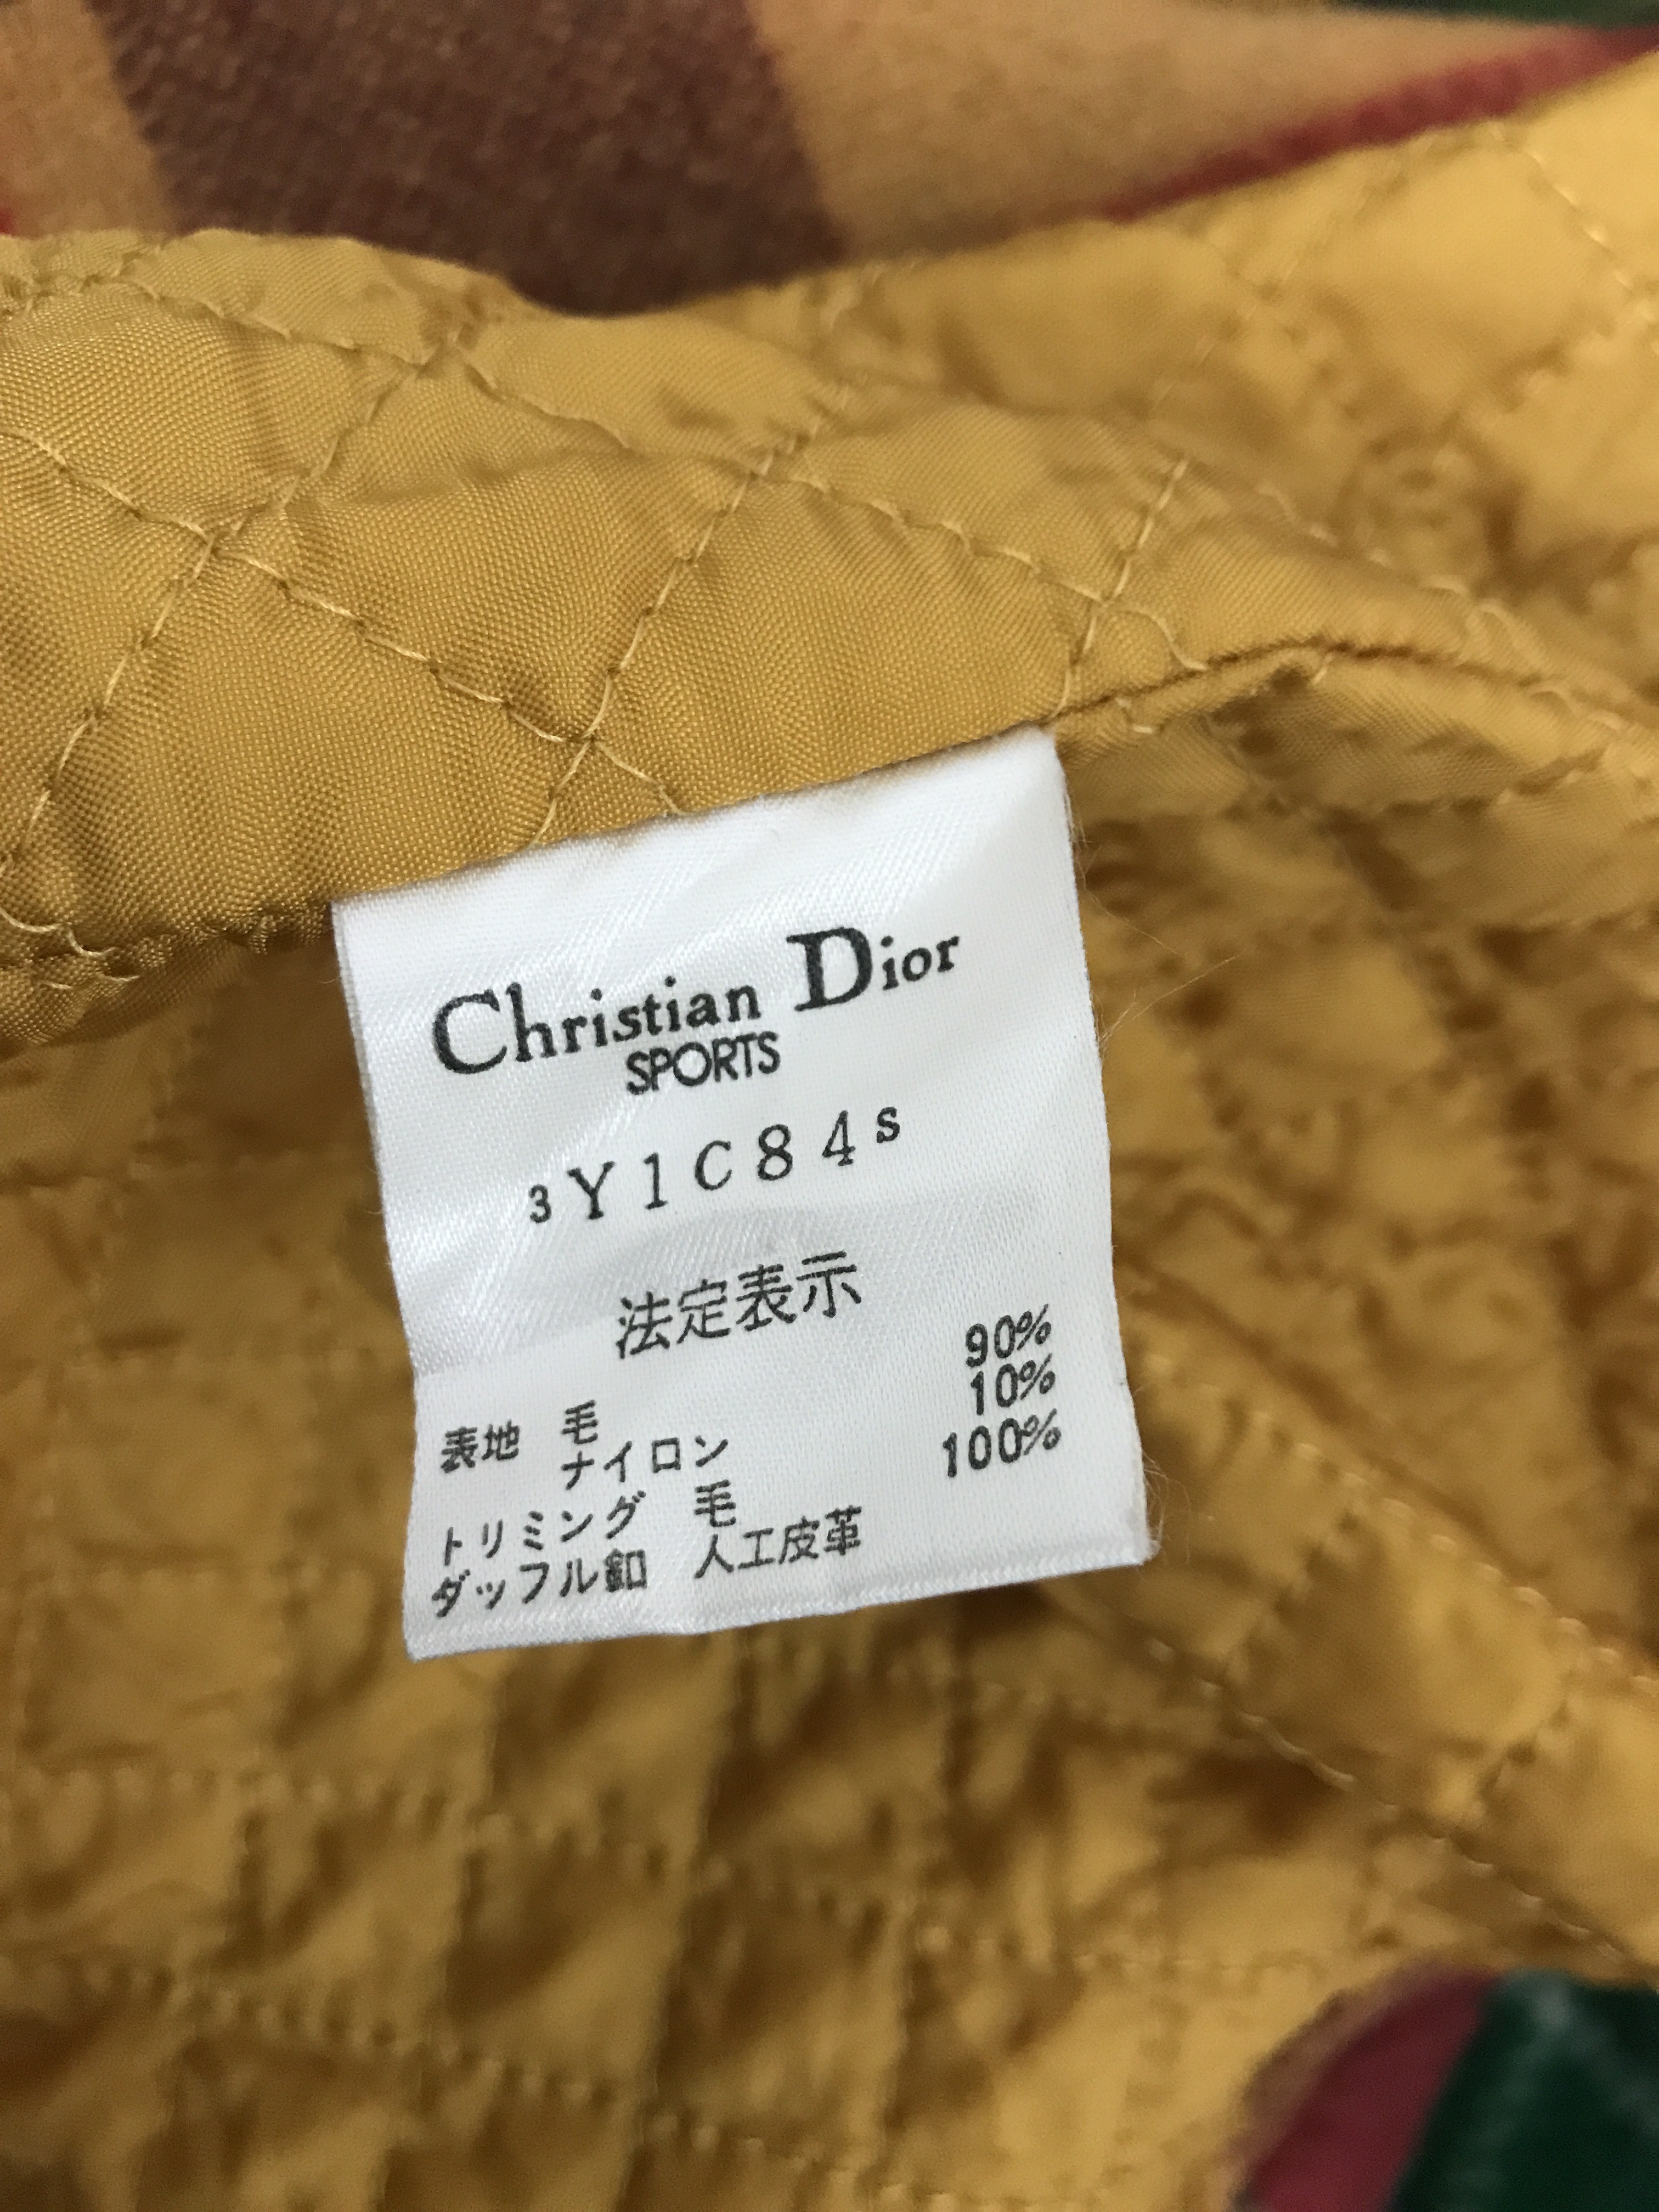 Christian Dior
SPORTS
3Y1C84s
法定表示
表地 毛 90%
ナイロン 10%
トリミング 毛 100%
ダッフル釦 人工皮革